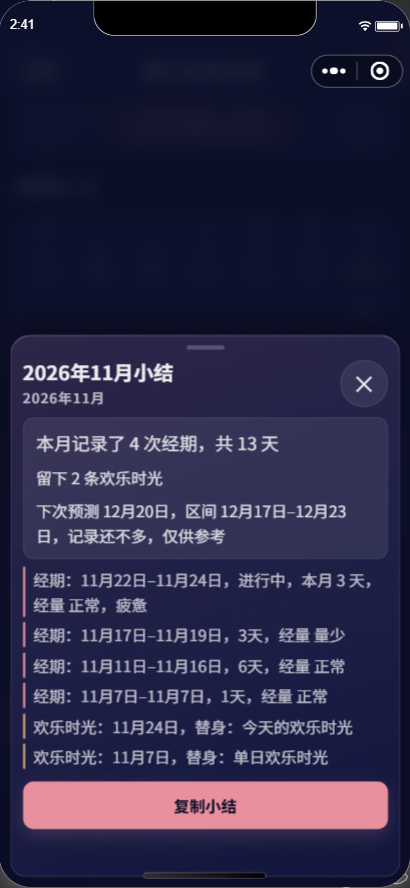 2:41
2026年11月小结
2026年11月
本月记录了 4 次经期，共 13 天
留下 2 条欢乐时光
下次预测 12月20日，区间 12月17日–12月23
日，记录还不多，仅供参考
经期：11月22日–11月24日，进行中，本月 3 天，
经量 正常，疲惫
经期：11月17日–11月19日，3天，经量 量少
经期：11月11日–11月16日，6天，经量 正常
经期：11月7日–11月7日，1天，经量 正常
欢乐时光：11月24日，替身：今天的欢乐时光
欢乐时光：11月7日，替身：单日欢乐时光
复制小结